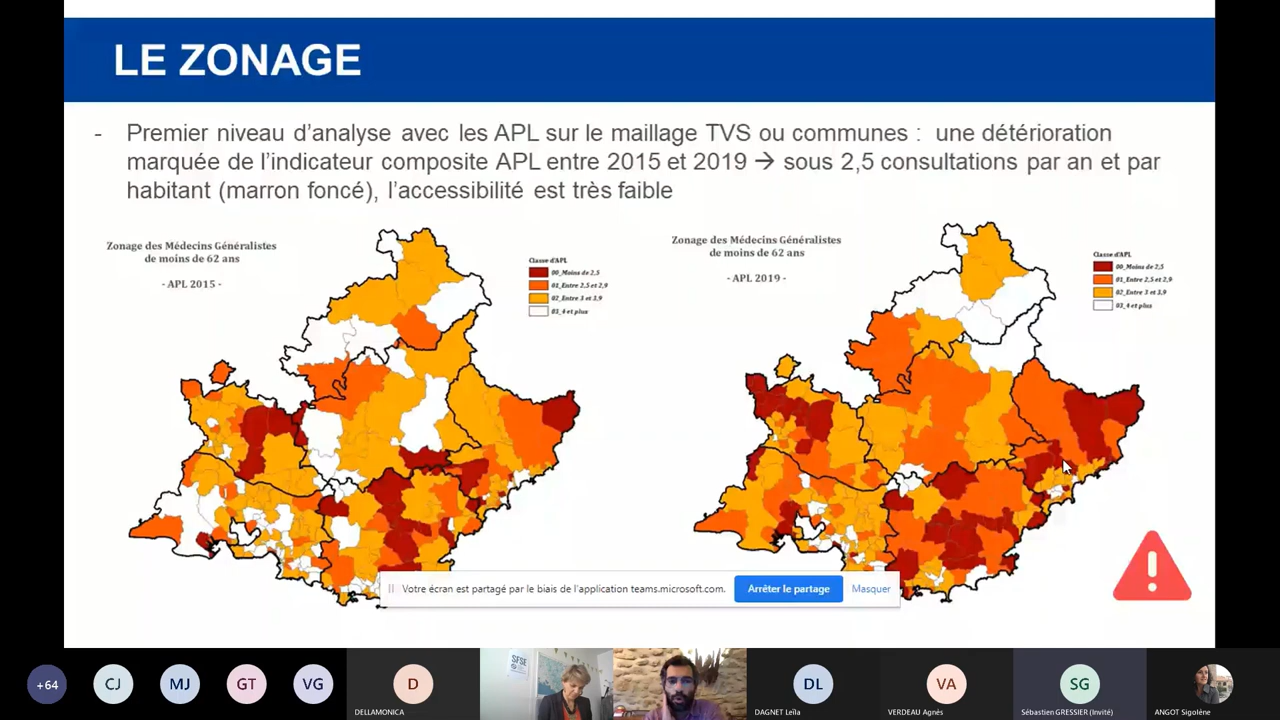 LE ZONAGE
- Premier niveau d'analyse avec les APL sur le maillage TVS ou communes : une détérioration
marquée de l'indicateur composite APL entre 2015 et 2019 → sous 2,5 consultations par an et par
habitant (marron foncé), l'accessibilité est très faible
Zonage des Médecins Généralistes
de moins de 62 ans
- APL 2015 -
Classe d'APL
00_Moins de 2,5
01_Entre 2,5 et 2,9
02_Entre 3 et 3,9
03_4 et plus
Zonage des Médecins Généralistes
de moins de 62 ans
- APL 2019 -
Classe d'APL
00_Moins de 2,5
01_Entre 2,5 et 2,9
02_Entre 3 et 3,9
03_4 et plus
Votre écran est partagé par le biais de l'application teams.microsoft.com.
Arrêter le partage
Masquer
+64
CJ
MJ
GT
VG
D
DELLAMONICA
SFSE
DL
DAGNET Leïla
VA
VERDEAU Agnès
SG
Sébastien GRESSIER (Invité)
ANGOT Sigolène